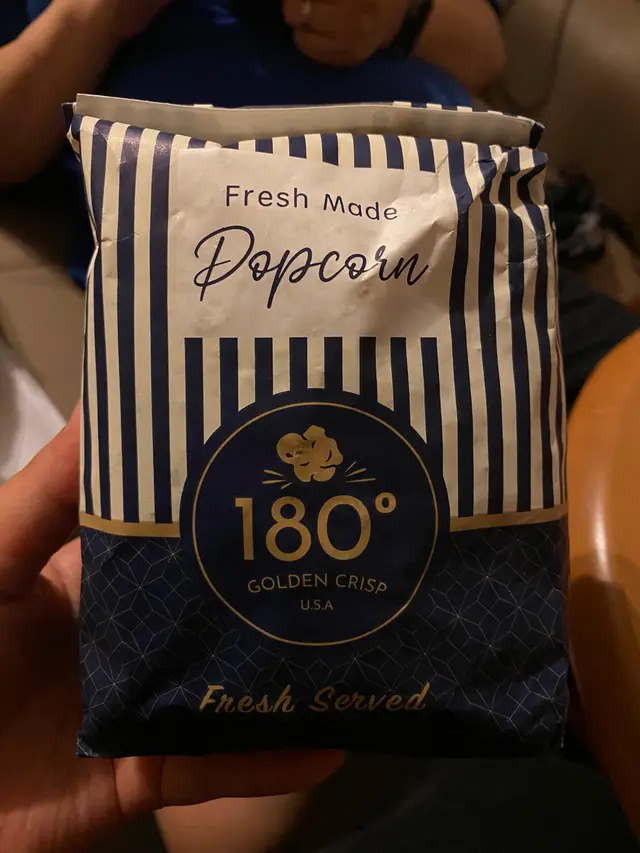 Fresh Made
Popcorn
180°
GOLDEN CRISP
U.S.A
Fresh Served